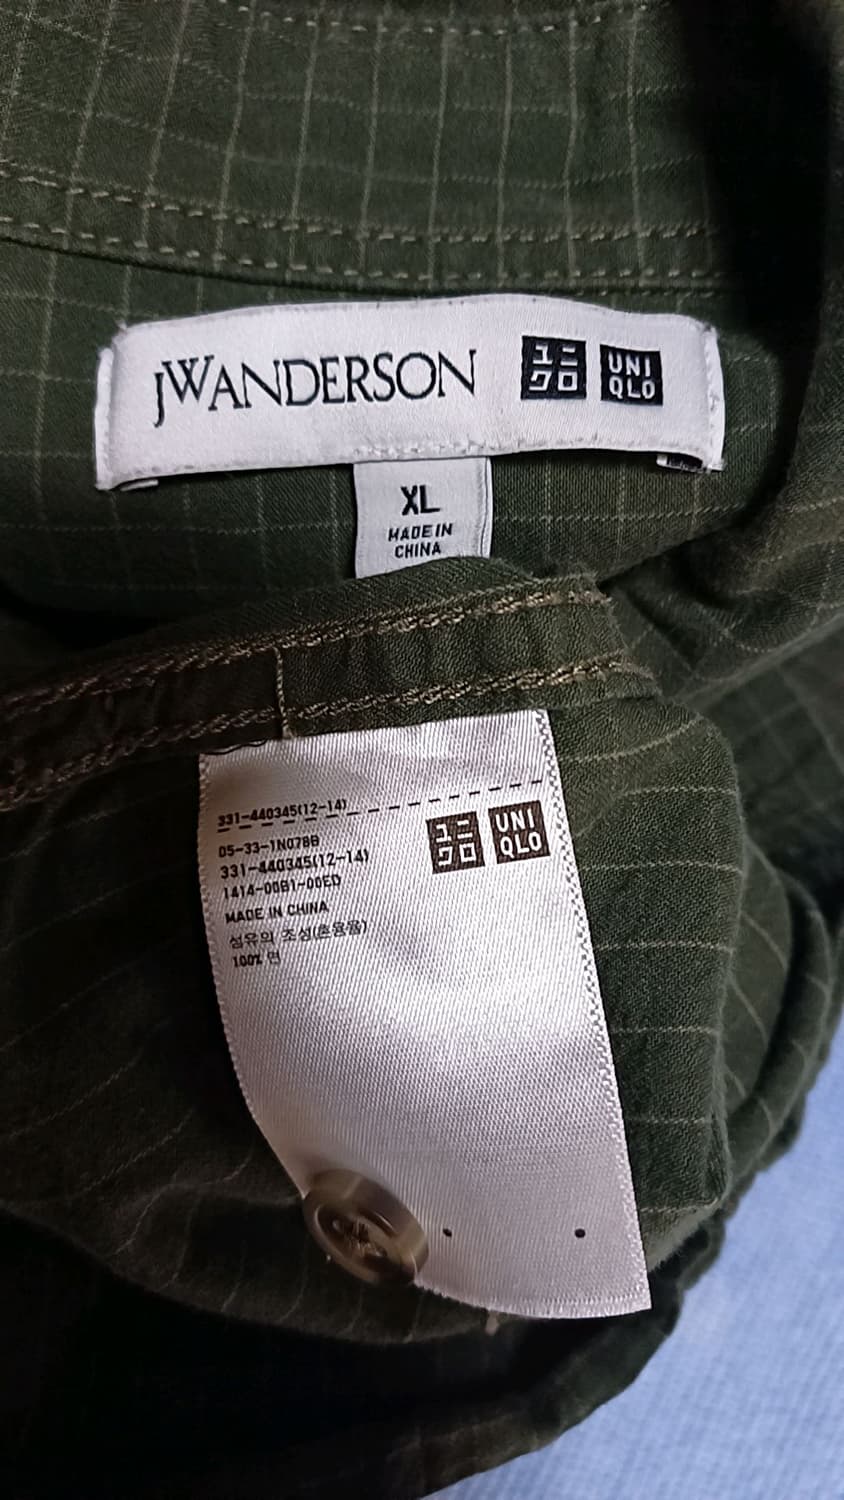 JWANDERSON ユニクロ UNIQLO
XL
MADE IN
CHINA
331-440345(12-14)
05-33-1N078B
331-440345(12-14)
1414-00B1-00ED
MADE IN CHINA
섬유의 조성(혼용율)
100% 면
ユニクロ UNIQLO